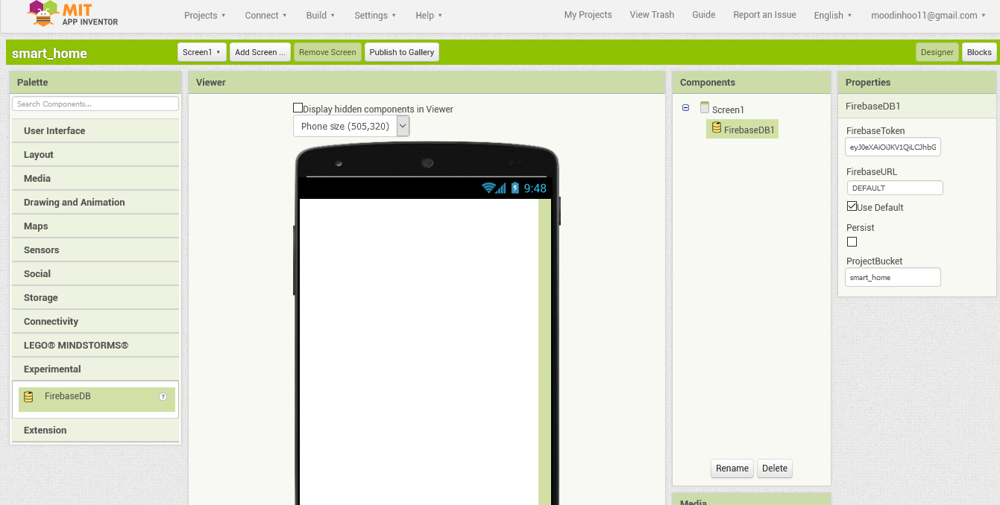 MIT
APP INVENTOR
Projects Connect Build Settings Help My Projects View Trash Guide Report an Issue English moodinhoo11@gmail.com
smart_home Screen1 Add Screen ... Remove Screen Publish to Gallery Designer Blocks
Palette
Search Components...
User Interface
Layout
Media
Drawing and Animation
Maps
Sensors
Social
Storage
Connectivity
LEGO® MINDSTORMS®
Experimental
FirebaseDB ?
Extension
Viewer
Display hidden components in Viewer
Phone size (505,320)
9:48
Components
Screen1
FirebaseDB1
Rename Delete
Media
Properties
FirebaseDB1
FirebaseToken
eyJ0eXAiOiJKV1QiLCJhbG
FirebaseURL
DEFAULT
Use Default
Persist
ProjectBucket
smart_home